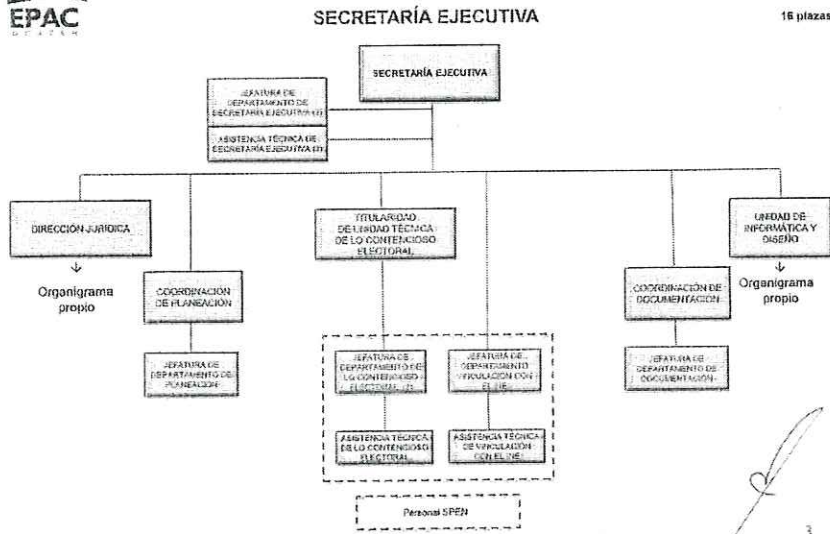 EPAC
SECRETARÍA EJECUTIVA
16 plazas
SECRETARÍA EJECUTIVA
JEFATURA DE
DEPARTAMENTO DE
SECRETARÍA EJECUTIVA
ASISTENCIA TÉCNICA DE
SECRETARÍA EJECUTIVA
DIRECCIÓN JURÍDICA
↓
Organigrama
propio
COORDINACIÓN
DE PLANEACIÓN
JEFATURA DE
DEPARTAMENTO DE
PLANEACIÓN
TITULARIDAD
DE UNIDAD TÉCNICA
DE LO CONTENCIOSO
ELECTORAL
JEFATURA DE
DEPARTAMENTO DE
LO CONTENCIOSO
ELECTORAL (2)
ASISTENCIA TÉCNICA
DE LO CONTENCIOSO
ELECTORAL
JEFATURA DE
DEPARTAMENTO
VINCULACIÓN CON
EL INE
ASISTENCIA TÉCNICA
DE VINCULACIÓN
CON EL INE
Personal SPEN
COORDINACIÓN DE
DOCUMENTACIÓN
JEFATURA DE
DEPARTAMENTO DE
DOCUMENTACIÓN
UNIDAD DE
INFORMÁTICA Y
DISEÑO
↓
Organigrama
propio
3